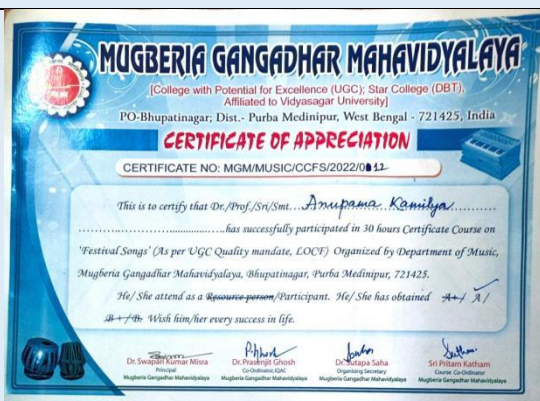 MUGBERIA GANGADHAR MAHAVIDYALAYA
[College with Potential for Excellence (UGC); Star College (DBT),
Affiliated to Vidyasagar University]
PO-Bhupatinagar; Dist.- Purba Medinipur, West Bengal - 721425, India
CERTIFICATE OF APPRECIATION
CERTIFICATE NO: MGM/MUSIC/CCFS/2022/0012
This is to certify that Dr./Prof./Sri/Smt....Anupama Kamilya
............................has successfully participated in 30 hours Certificate Course on
'Festival Songs' (As per UGC Quality mandate, LOCF) Organized by Department of Music,
Mugberia Gangadhar Mahavidyalaya, Bhupatinagar, Purba Medinipur, 721425.
He/ She attend as a Resource person/Participant. He/ She has obtained A+/ A/
B+/B. Wish him/her every success in life.
Dr. Swapan Kumar Misra
Principal
Mugberia Gangadhar Mahavidyalaya
Dr. Prasenjit Ghosh
Co-Ordinator, IQAC
Mugberia Gangadhar Mahavidyalaya
Dr. Sutapa Saha
Organising Secretary
Mugberia Gangadhar Mahavidyalaya
Sri Pritam Katham
Course Co-Ordinator
Mugberia Gangadhar Mahavidyalaya